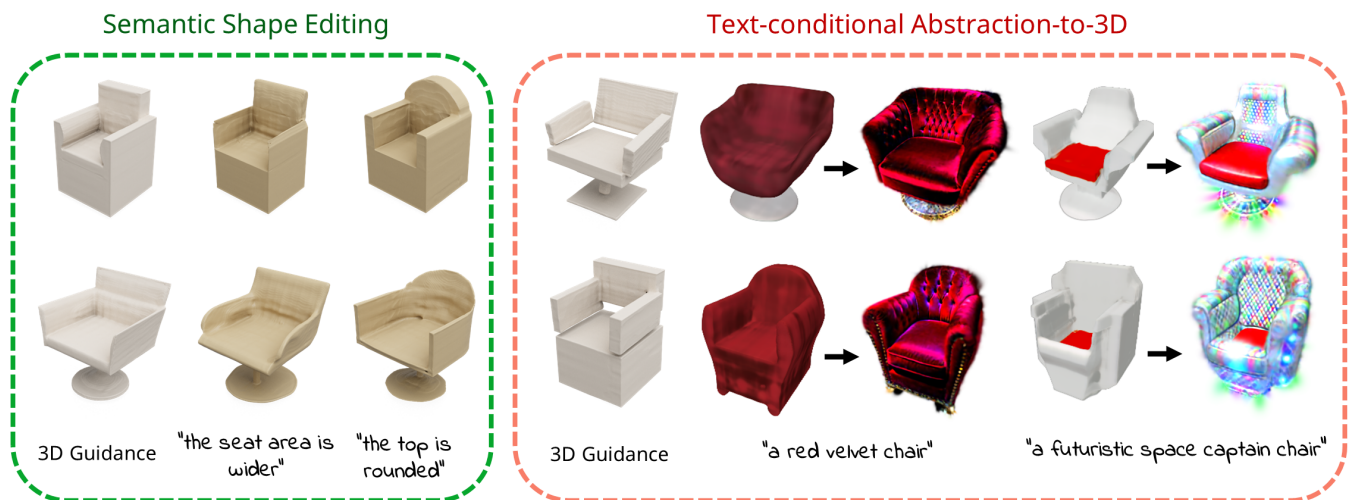 Semantic Shape Editing
Text-conditional Abstraction-to-3D
3D Guidance
"the seat area is
wider"
"the top is
rounded"
3D Guidance
"a red velvet chair"
"a futuristic space captain chair"